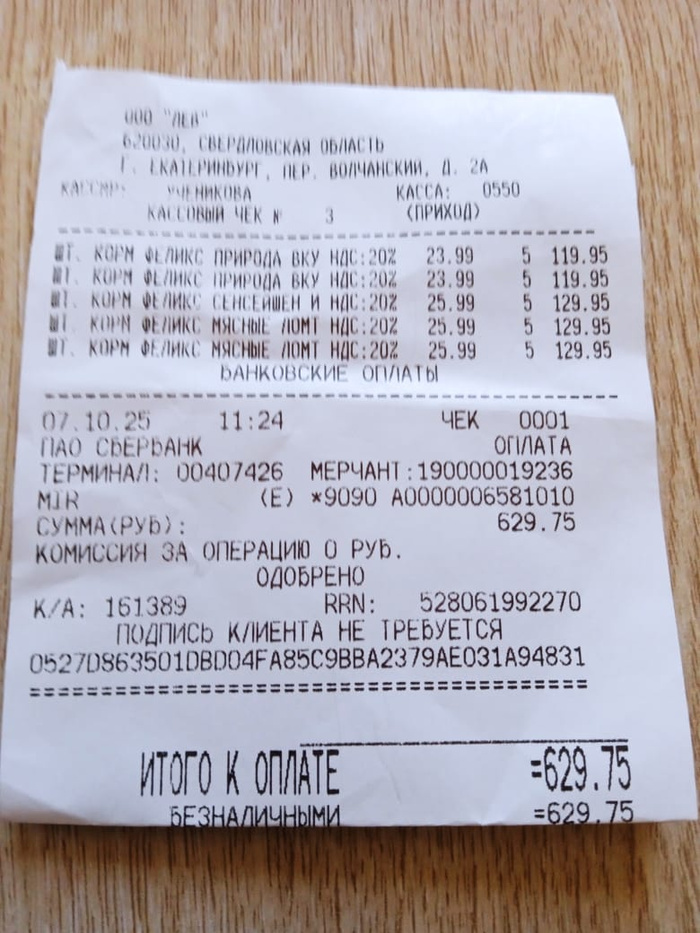 ООО "ЛЕВ"
620030, СВЕРДЛОВСКАЯ ОБЛАСТЬ
Г. ЕКАТЕРИНБУРГ, ПЕР. ВОЛЧАНСКИЙ, Д. 2А
КАССИР: УЧЕНИКОВА КАССА: 0550
КАССОВЫЙ ЧЕК № 3 (ПРИХОД)
ШТ. КОРМ ФЕЛИКС ПРИРОДА ВКУ НДС:20% 23.99 5 119.95
ШТ. КОРМ ФЕЛИКС ПРИРОДА ВКУ НДС:20% 23.99 5 119.95
ШТ. КОРМ ФЕЛИКС СЕНСЕЙШЕН И НДС:20% 25.99 5 129.95
ШТ. КОРМ ФЕЛИКС МЯСНЫЕ ЛОМТ НДС:20% 25.99 5 129.95
ШТ. КОРМ ФЕЛИКС МЯСНЫЕ ЛОМТ НДС:20% 25.99 5 129.95
БАНКОВСКИЕ ОПЛАТЫ
07.10.25 11:24 ЧЕК 0001
ПАО СБЕРБАНК ОПЛАТА
ТЕРМИНАЛ: 00407426 МЕРЧАНТ:190000019236
MIR (E) *9090 A0000006581010
СУММА(РУБ): 629.75
КОМИССИЯ ЗА ОПЕРАЦИЮ 0 РУБ.
ОДОБРЕНО
К/А: 161389 RRN: 528061992270
ПОДПИСЬ КЛИЕНТА НЕ ТРЕБУЕТСЯ
0527D863501DBD04FA85C9BBA2379AE031A94831
ИТОГО К ОПЛАТЕ =629.75
БЕЗНАЛИЧНЫМИ =629.75